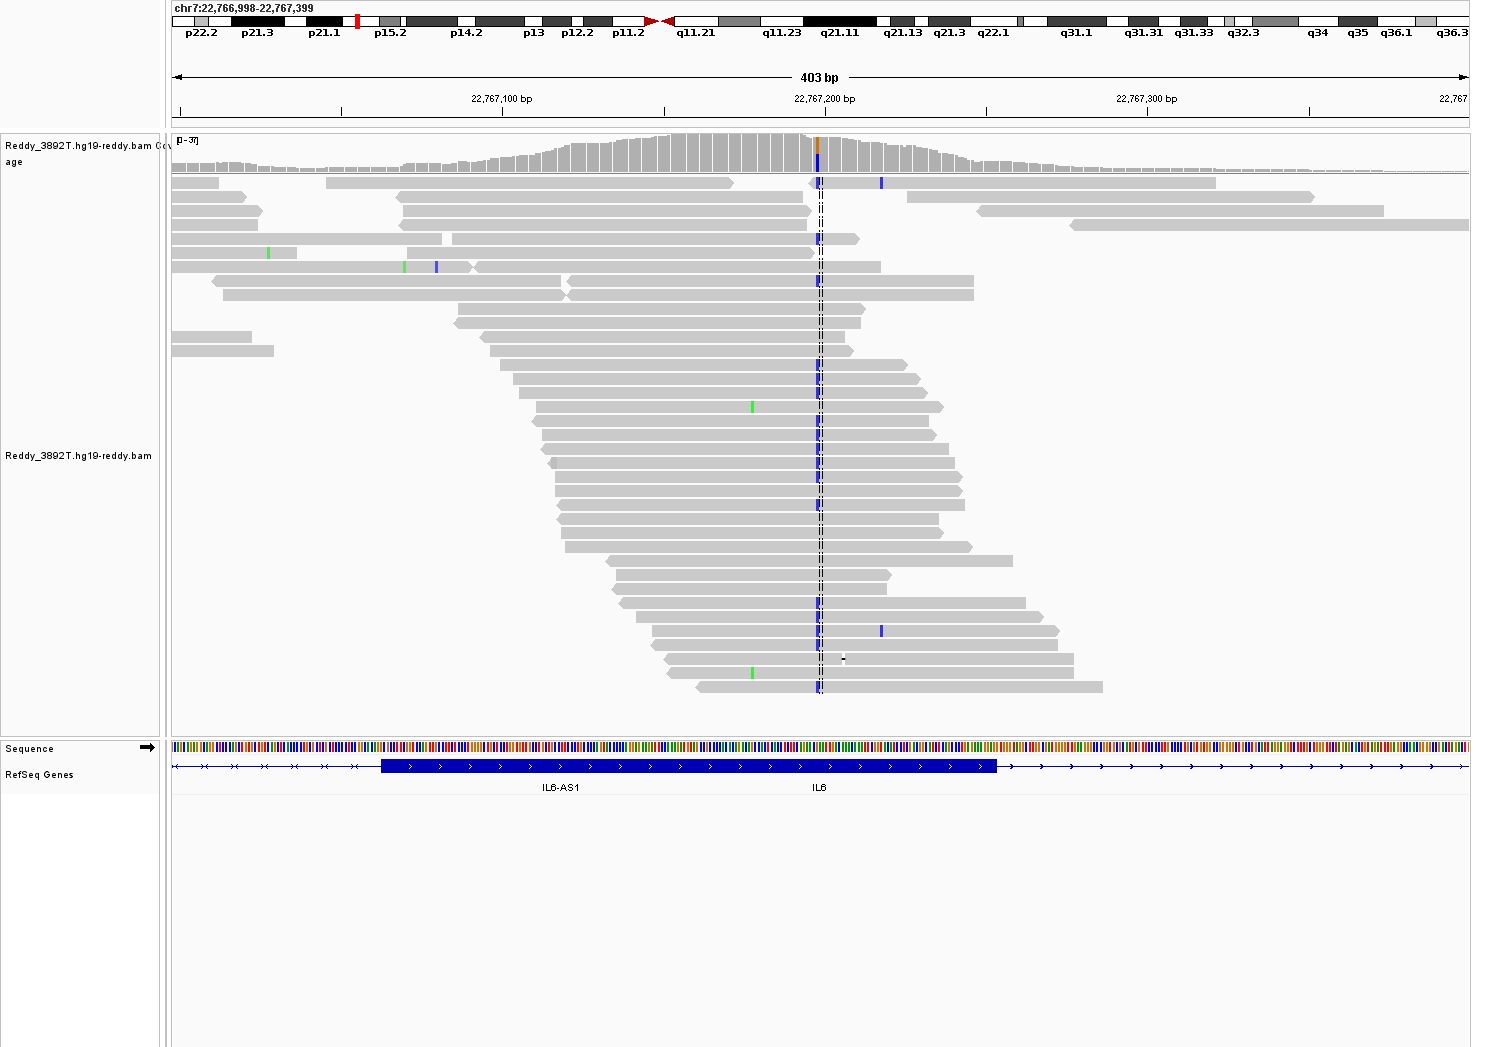 chr7:22,766,998-22,767,399
p22.2 p21.3 p21.1 p15.2 p14.2 p13 p12.2 p11.2 q11.21 q11.23 q21.11 q21.13 q21.3 q22.1 q31.1 q31.31 q31.33 q32.3 q34 q35 q36.1 q36.3
403 bp
22,767,100 bp 22,767,200 bp 22,767,300 bp 22,767
[0 - 37]
Reddy_3892T.hg19-reddy.bam Cov
age
Reddy_3892T.hg19-reddy.bam
Sequence
RefSeq Genes
IL6-AS1 IL6